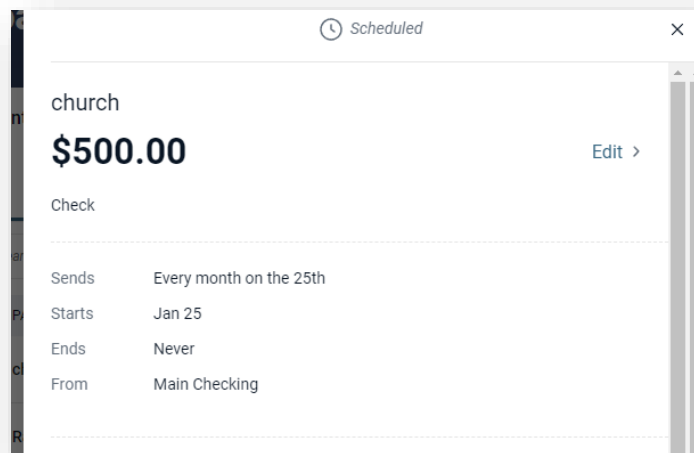 Scheduled
church
$500.00
Edit
Check
Sends Every month on the 25th
Starts Jan 25
Ends Never
From Main Checking